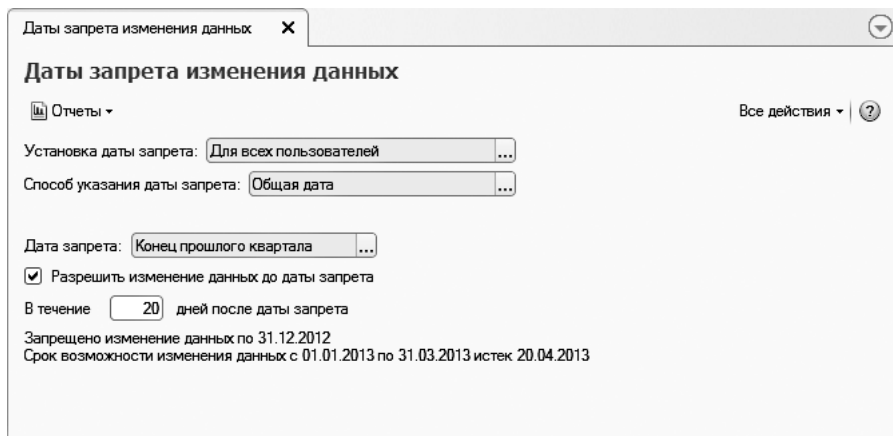 Даты запрета изменения данных
Даты запрета изменения данных
Отчеты
Все действия
?
Установка даты запрета: Для всех пользователей ...
Способ указания даты запрета: Общая дата ...
Дата запрета: Конец прошлого квартала ...
Разрешить изменение данных до даты запрета
В течение 20 дней после даты запрета
Запрещено изменение данных по 31.12.2012
Срок возможности изменения данных с 01.01.2013 по 31.03.2013 истек 20.04.2013